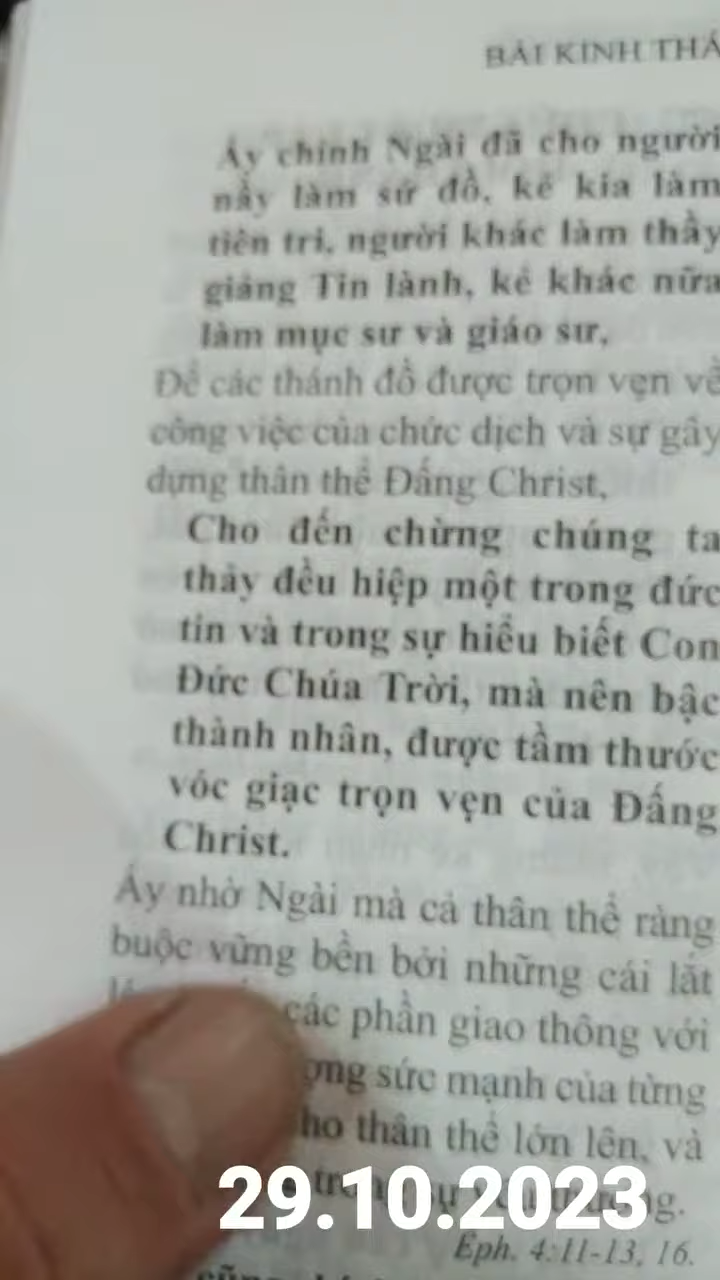 BÀI KINH THÁ
Ấy chính Ngài đã cho người
nầy làm sứ đồ, kẻ kia làm
tiên tri, người khác làm thầy
giảng Tin lành, kẻ khác nữa
làm mục sư và giáo sư,
Để các thánh đồ được trọn vẹn về
công việc của chức dịch và sự gây
dựng thân thể Đấng Christ,
Cho đến chừng chúng ta
thảy đều hiệp một trong đức
tin và trong sự hiểu biết Con
Đức Chúa Trời, mà nên bậc
thành nhân, được tầm thước
vóc giạc trọn vẹn của Đấng
Christ.
Ấy nhờ Ngài mà cả thân thể ràng
buộc vững bền bởi những cái lắt
các phần giao thông với
sức mạnh của từng
thân thể lớn lên, và
29.10.2023
Eph. 4:11-13, 16.